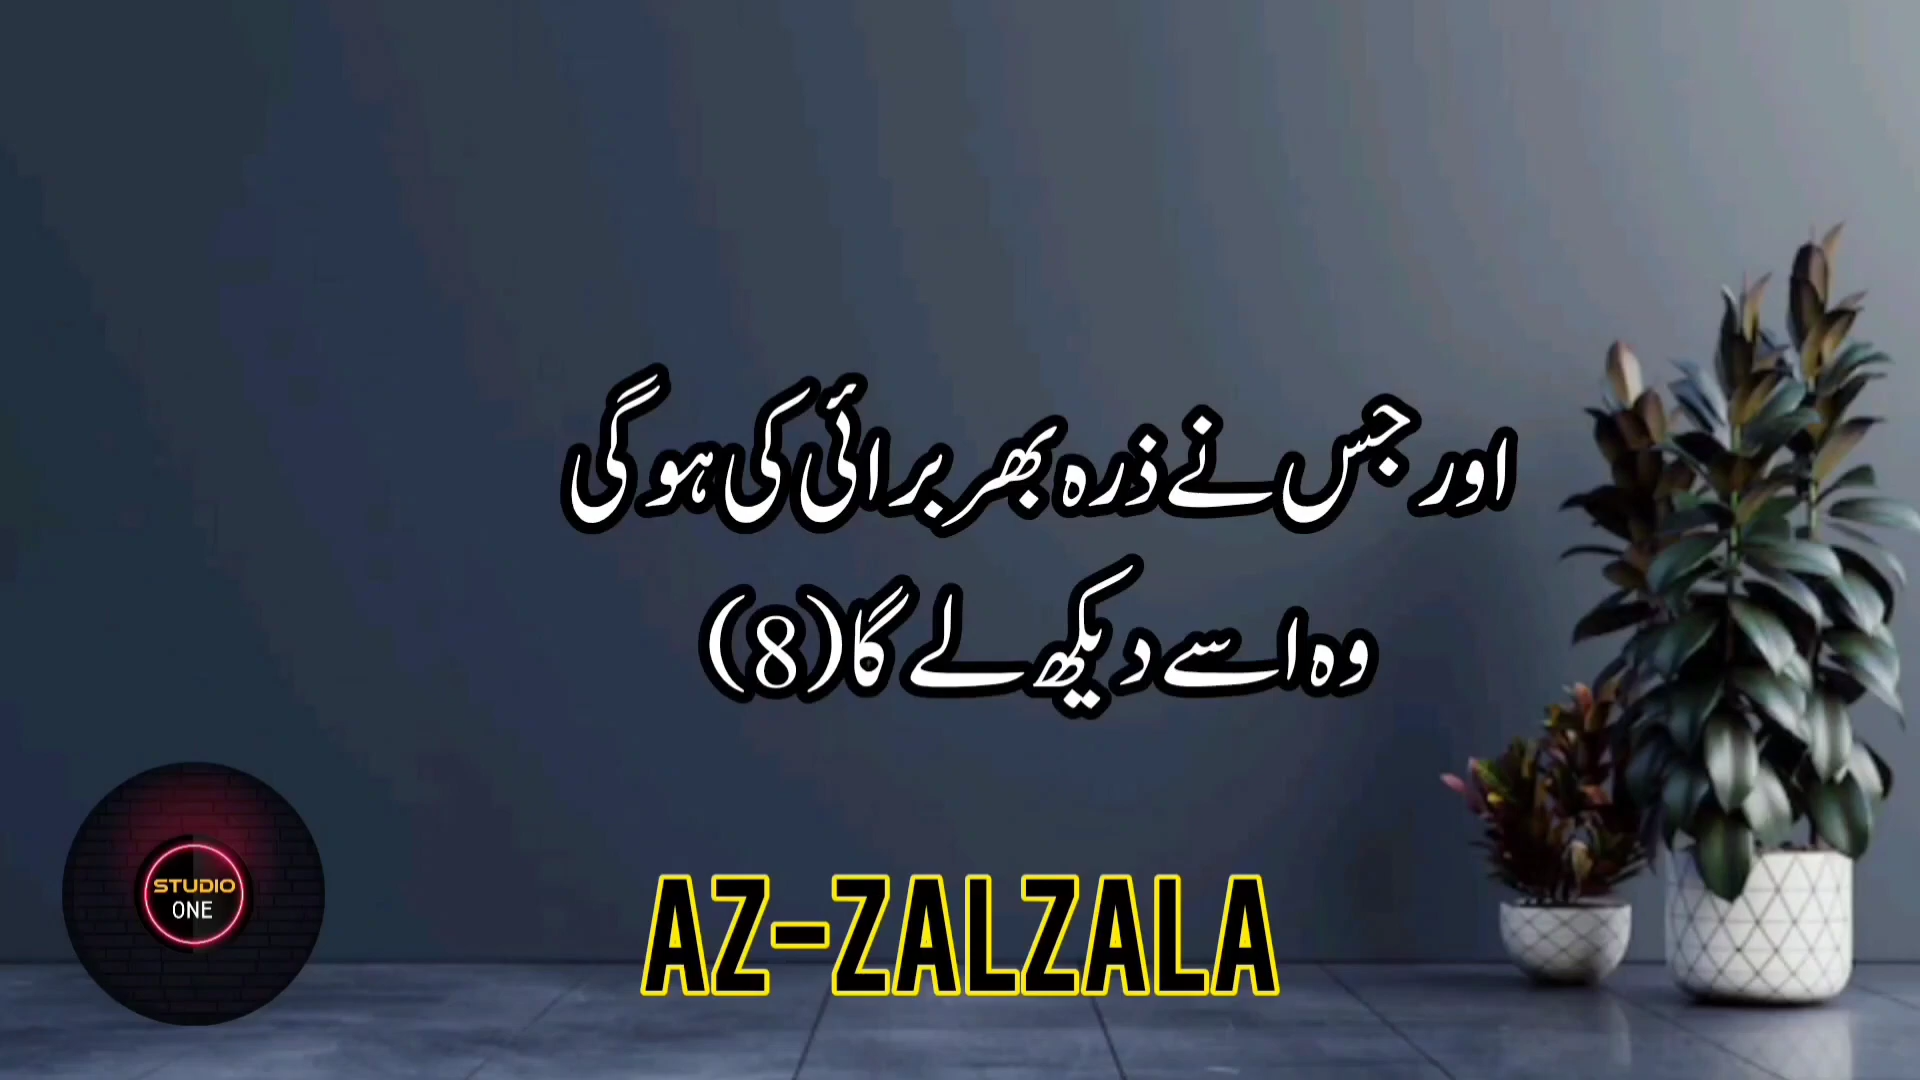 اور جس نے ذرہ بھر برائی کی ہو گی
وہ اسے دیکھ لے گا(8)
STUDIO
ONE
AZ-ZALZALA